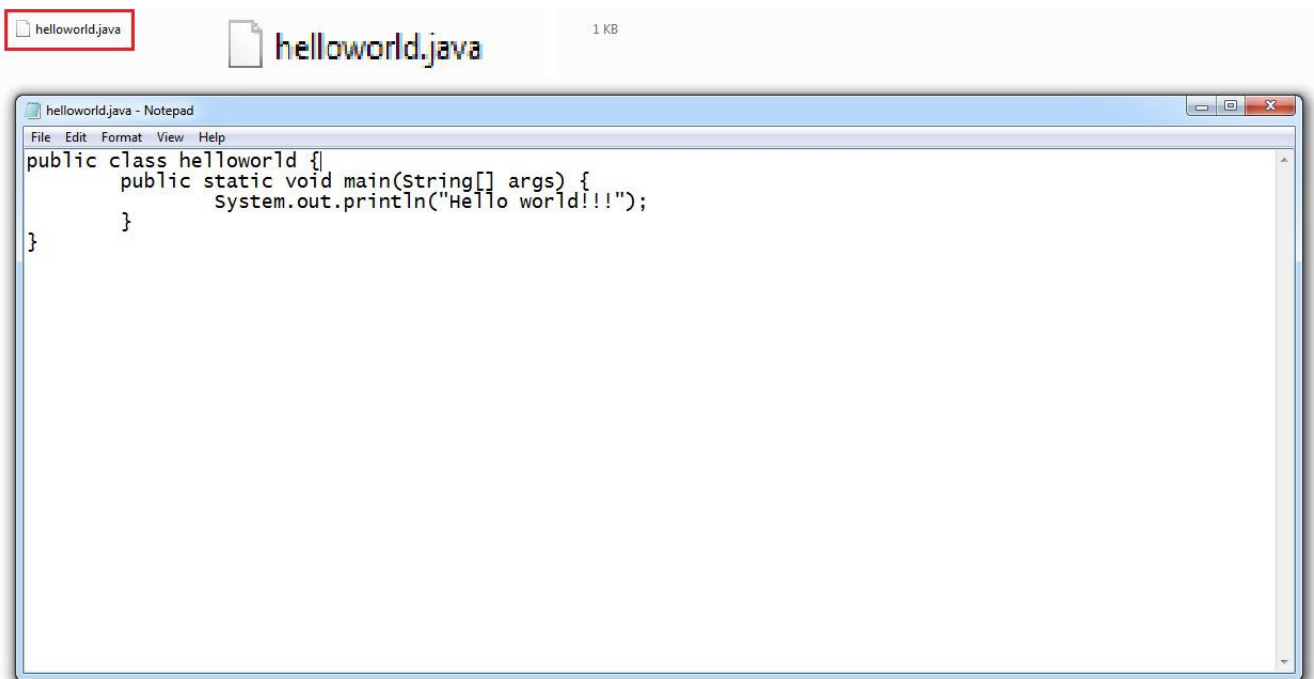 helloworld.java
helloworld.java
1 KB
helloworld.java - Notepad
File Edit Format View Help
public class helloworld {
        public static void main(String[] args) {
                System.out.println("Hello world!!!");
        }
}